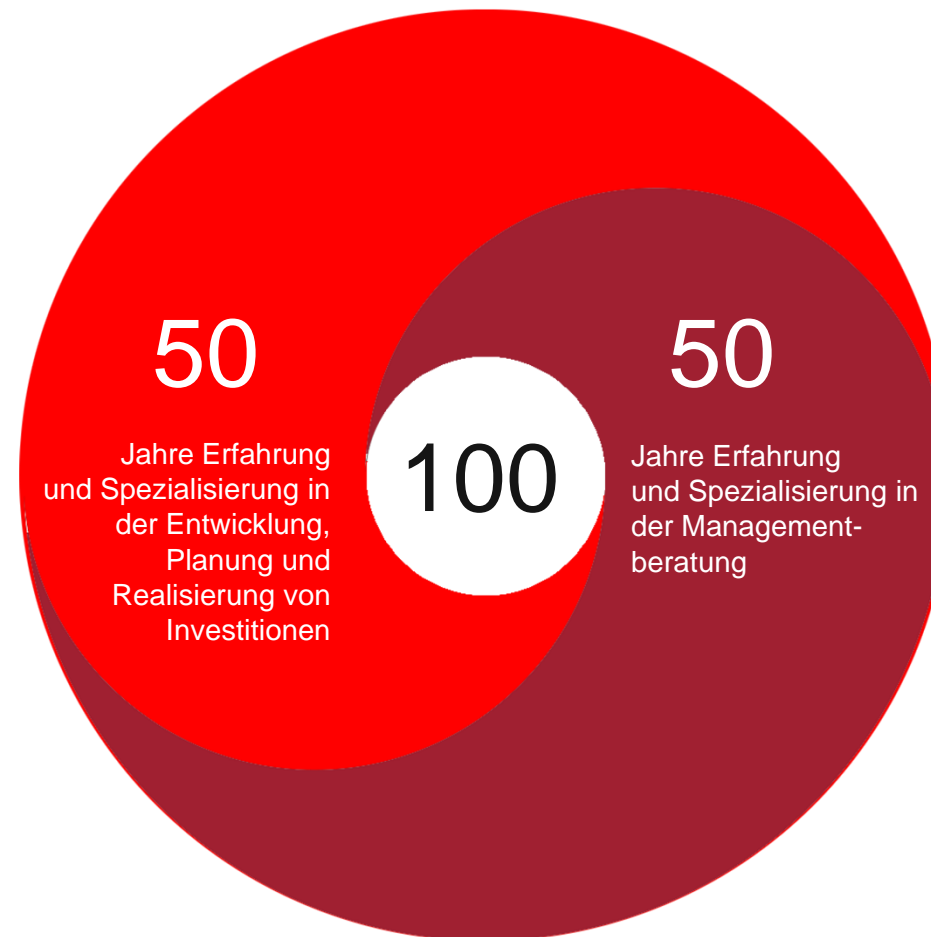 50
Jahre Erfahrung
und Spezialisierung in
der Entwicklung,
Planung und
Realisierung von
Investitionen
100
50
Jahre Erfahrung
und Spezialisierung in
der Management-
beratung